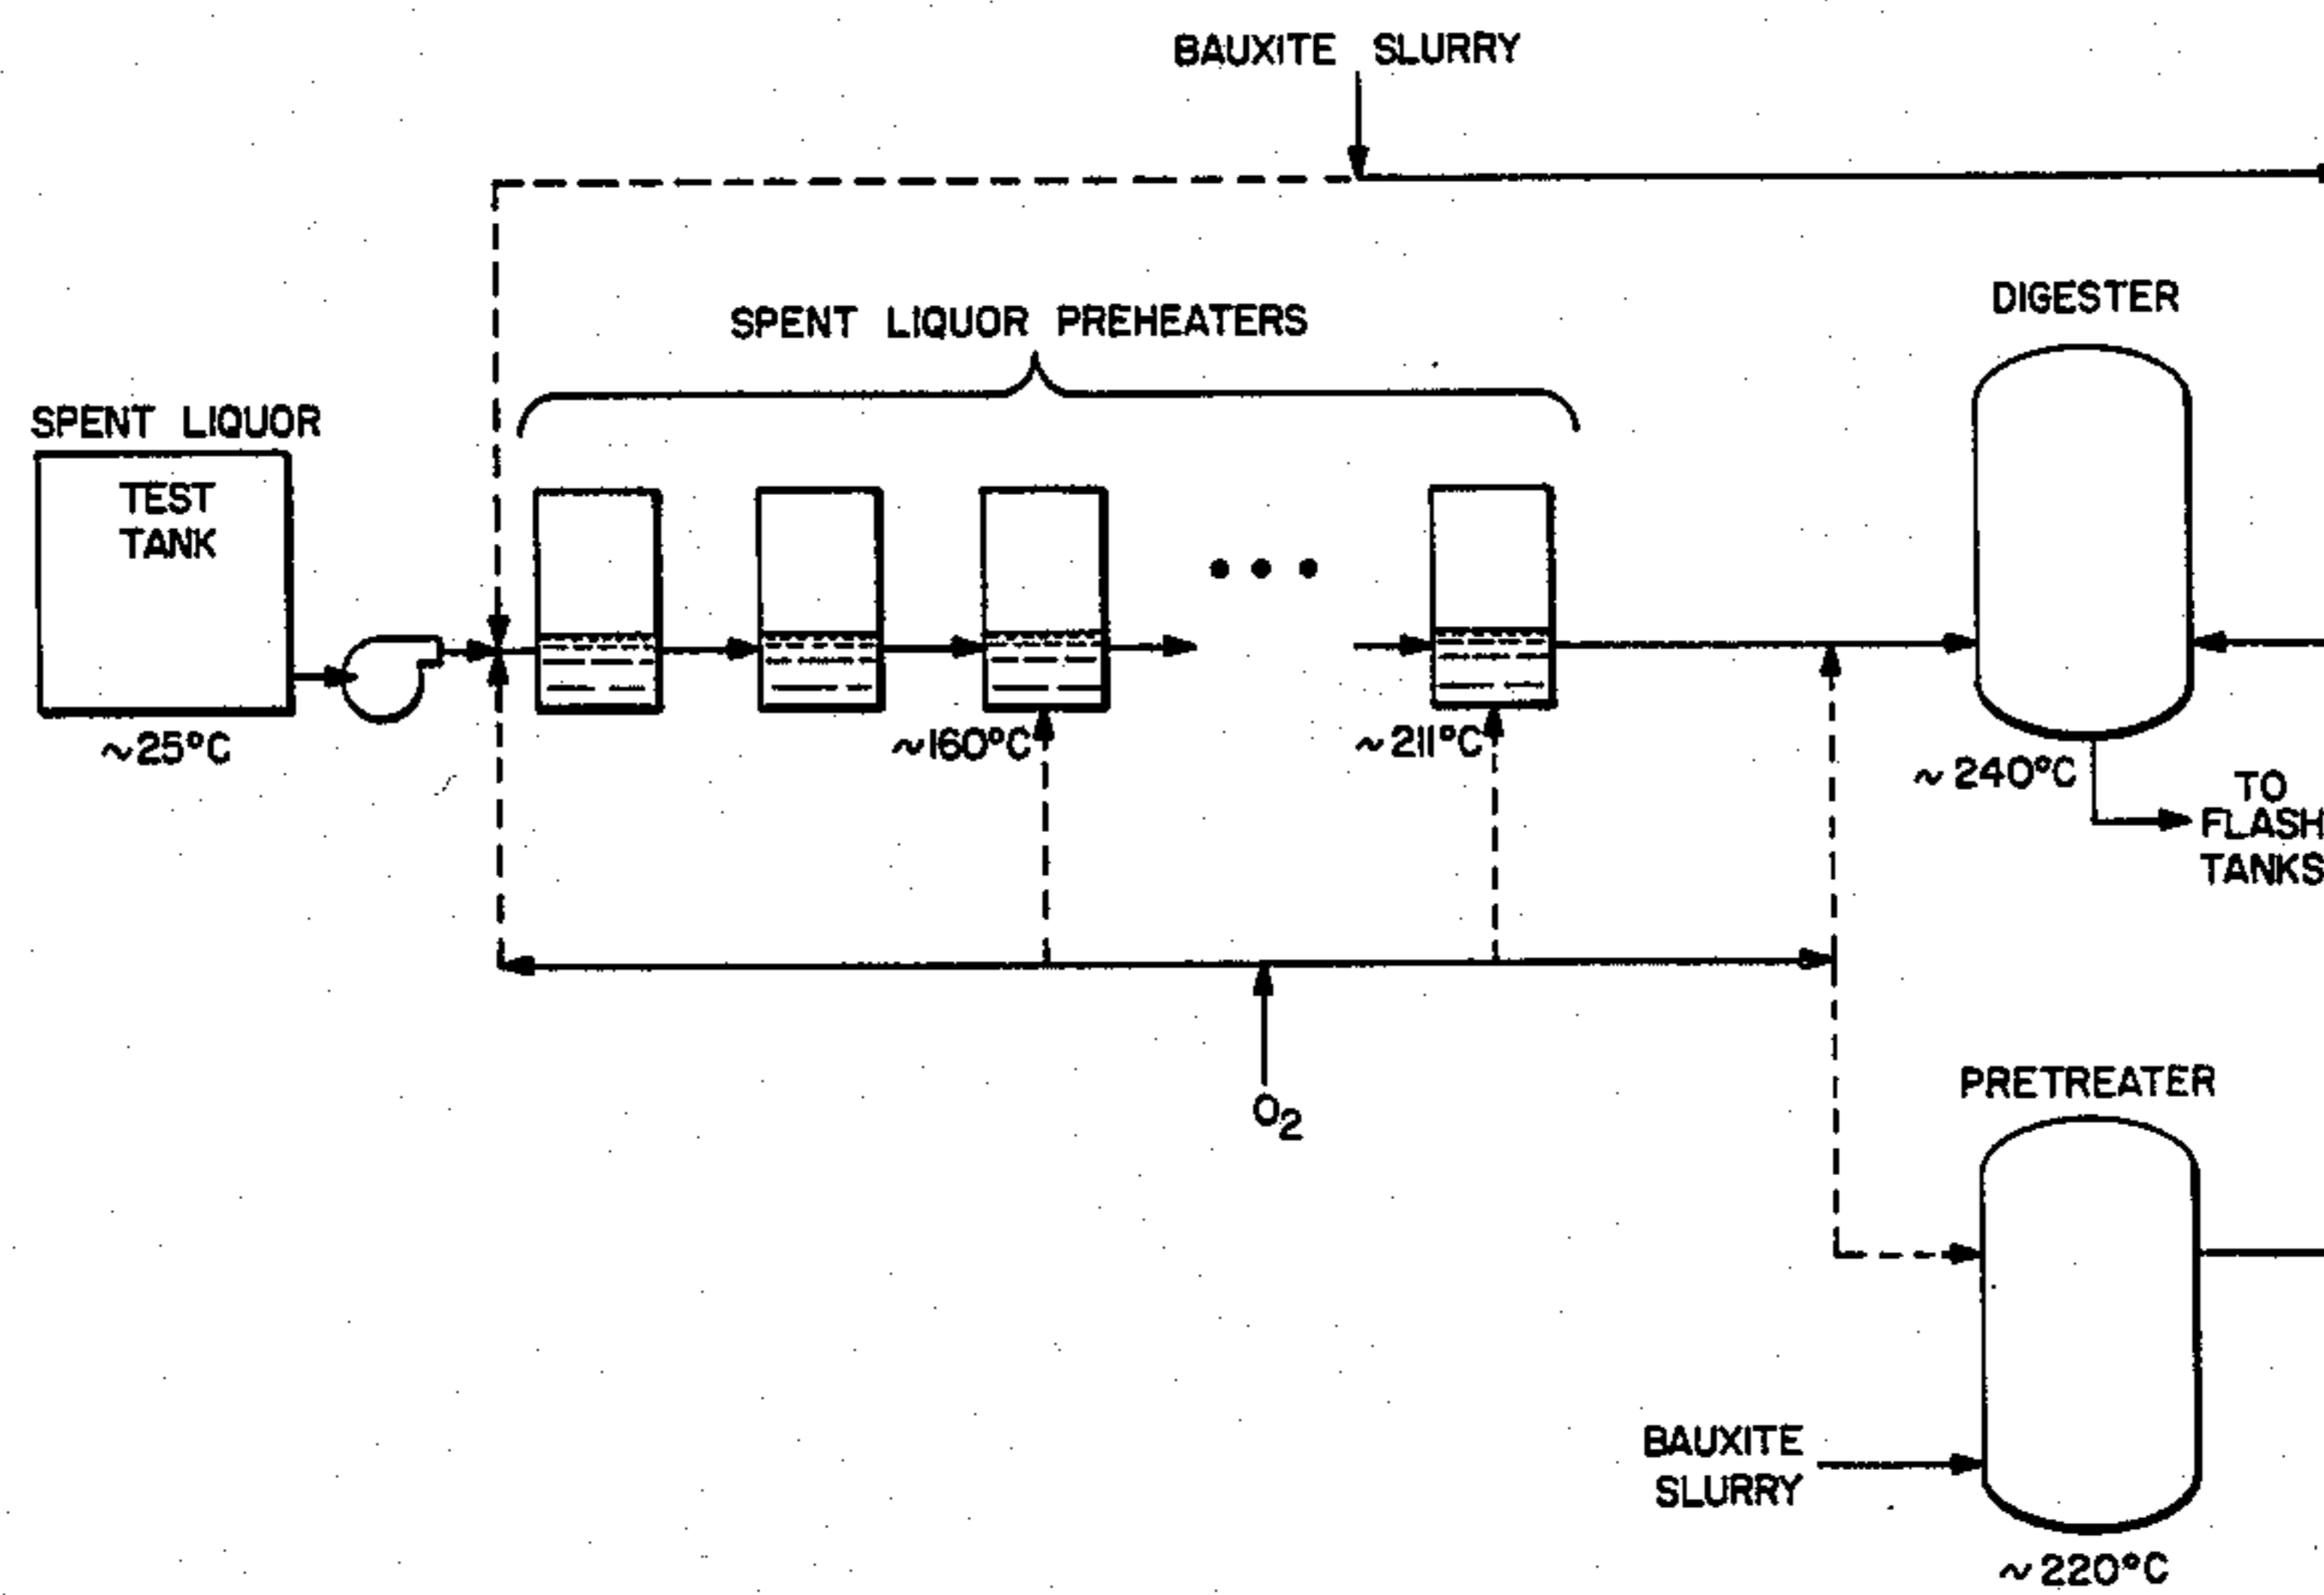 BAUXITE SLURRY
DIGESTER
SPENT LIQUOR PREHEATERS
SPENT LIQUOR
TEST
TANK
~25°C
~160°C
~211°C
~240°C
TO
FLASH
TANKS
O2
PRETREATER
BAUXITE
SLURRY
~220°C